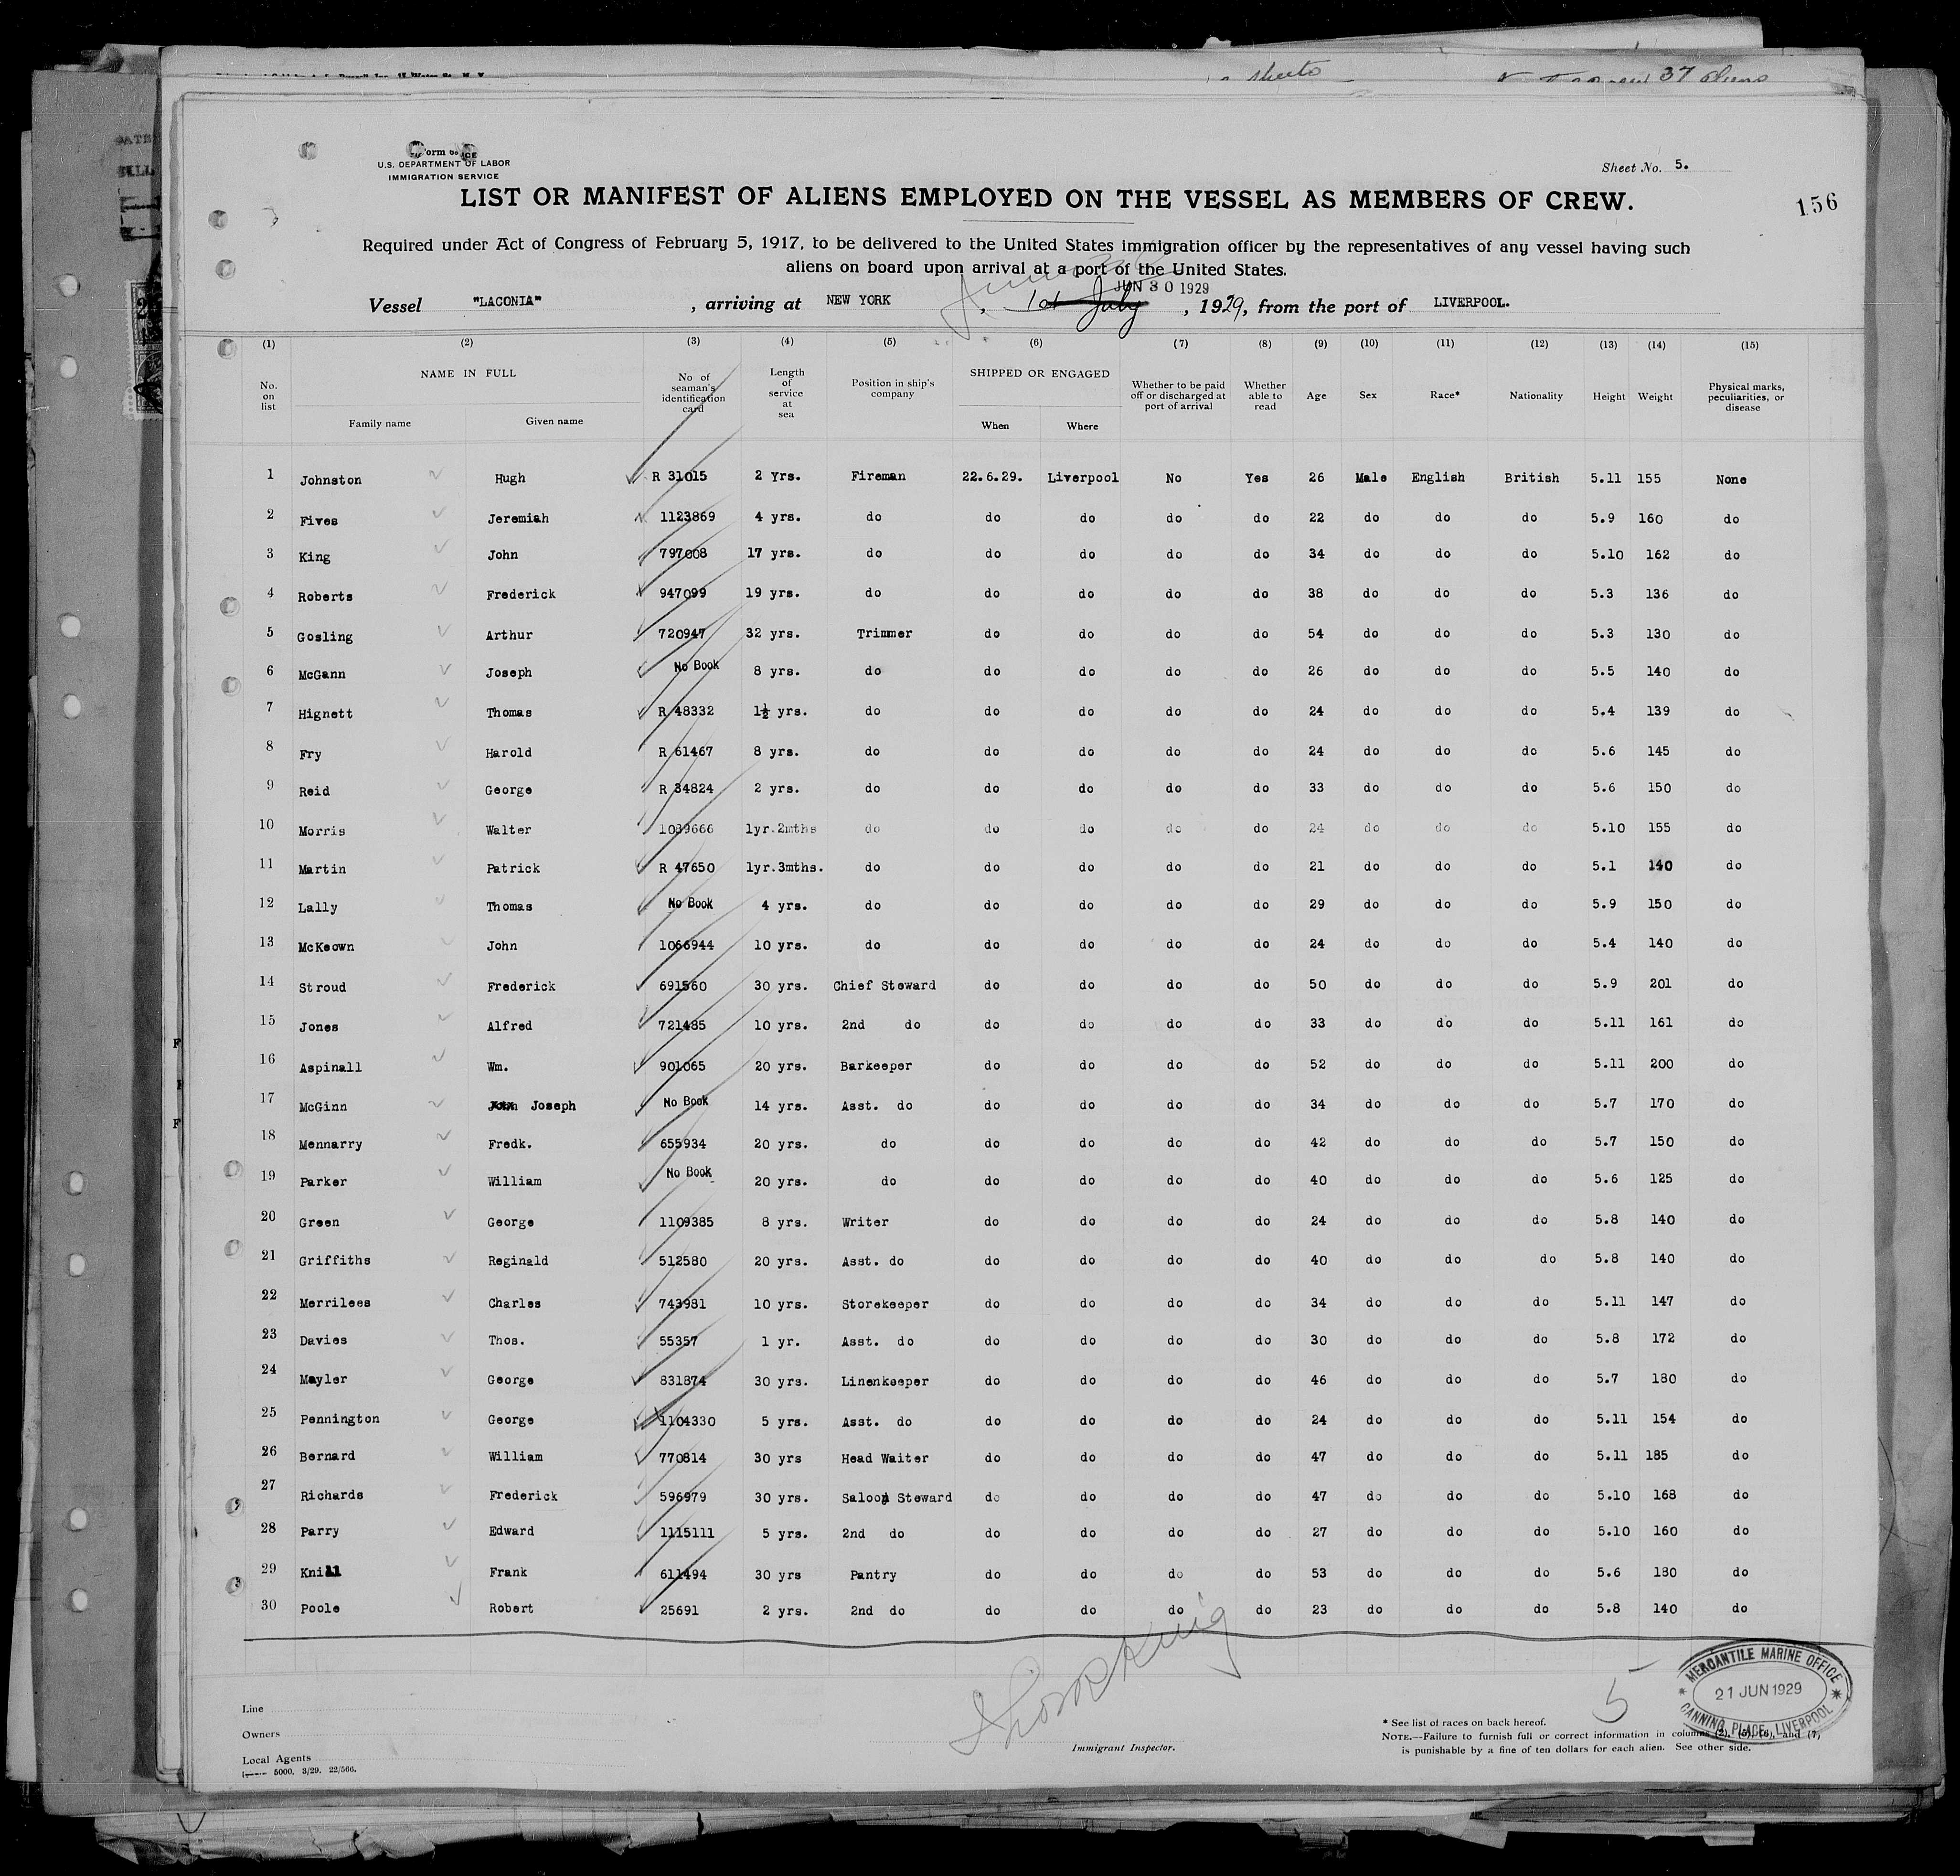 sheets
37 aliens
U.S. DEPARTMENT OF LABOR
IMMIGRATION SERVICE
Sheet No. 5.
LIST OR MANIFEST OF ALIENS EMPLOYED ON THE VESSEL AS MEMBERS OF CREW.
156
Required under Act of Congress of February 5, 1917, to be delivered to the United States immigration officer by the representatives of any vessel having such
aliens on board upon arrival at a port of the United States.
JUN 30 1929
Vessel "LACONIA", arriving at NEW YORK, 1st July, 1929, from the port of LIVERPOOL.
(1) (2) (3) (4) (5) (6) (7) (8) (9) (10) (11) (12) (13) (14) (15)
No. on list NAME IN FULL Family name Given name No of seaman's identification card Length of service at sea Position in ship's company SHIPPED OR ENGAGED When Where Whether to be paid off or discharged at port of arrival Whether able to read Age Sex Race* Nationality Height Weight Physical marks, peculiarities, or disease
1 Johnston Hugh R 31015 2 Yrs. Fireman 22.6.29. Liverpool No Yes 26 Male English British 5.11 155 None
2 Fives Jeremiah 1123869 4 yrs. do do do do do 22 do do do 5.9 160 do
3 King John 797008 17 yrs. do do do do do 34 do do do 5.10 162 do
4 Roberts Frederick 947099 19 yrs. do do do do do 38 do do do 5.3 136 do
5 Gosling Arthur 720947 32 yrs. Trimmer do do do do 54 do do do 5.3 130 do
6 McGann Joseph No Book 8 yrs. do do do do do 26 do do do 5.5 140 do
7 Hignett Thomas R 48332 1½ yrs. do do do do do 24 do do do 5.4 139 do
8 Fry Harold R 61467 8 yrs. do do do do do 24 do do do 5.6 145 do
9 Reid George R 34824 2 yrs. do do do do do 33 do do do 5.6 150 do
10 Morris Walter 1039666 1yr.2mths do do do do do 24 do do do 5.10 155 do
11 Martin Patrick R 47650 1yr.3mths. do do do do do 21 do do do 5.1 140 do
12 Lally Thomas No Book 4 yrs. do do do do do 29 do do do 5.9 150 do
13 McKeown John 1066944 10 yrs. do do do do do 24 do do do 5.4 140 do
14 Stroud Frederick 691560 30 yrs. Chief Steward do do do do 50 do do do 5.9 201 do
15 Jones Alfred 721485 10 yrs. 2nd do do do do do 33 do do do 5.11 161 do
16 Aspinall Wm. 901065 20 yrs. Barkeeper do do do do 52 do do do 5.11 200 do
17 McGinn John Joseph No Book 14 yrs. Asst. do do do do do 34 do do do 5.7 170 do
18 Mennarry Fredk. 655934 20 yrs. do do do do do 42 do do do 5.7 150 do
19 Parker William No Book 20 yrs. do do do do do 40 do do do 5.6 125 do
20 Green George 1109385 8 yrs. Writer do do do do 24 do do do 5.8 140 do
21 Griffiths Reginald 512580 20 yrs. Asst. do do do do do 40 do do do 5.8 140 do
22 Merrilees Charles 743981 10 yrs. Storekeeper do do do do 34 do do do 5.11 147 do
23 Davies Thos. 55357 1 yr. Asst. do do do do do 30 do do do 5.8 172 do
24 Mayler George 831874 30 yrs. Linenkeeper do do do do 46 do do do 5.7 180 do
25 Pennington George 1104330 5 yrs. Asst. do do do do do 24 do do do 5.11 154 do
26 Bernard William 770814 30 yrs Head Waiter do do do do 47 do do do 5.11 185 do
27 Richards Frederick 596979 30 yrs. Saloon Steward do do do do 47 do do do 5.10 168 do
28 Parry Edward 1115111 5 yrs. 2nd do do do do do 27 do do do 5.10 160 do
29 Knill Frank 611494 30 yrs Pantry do do do do 53 do do do 5.6 180 do
30 Poole Robert 25691 2 yrs. 2nd do do do do do 23 do do do 5.8 140 do
5
MERCANTILE MARINE OFFICE
21 JUN 1929
CANNING PLACE, LIVERPOOL
Line
Owners
Local Agents
5000. 3/29. 22/566.
Immigrant Inspector.
* See list of races on back hereof.
NOTE.—Failure to furnish full or correct information in columns (2), (5), (6), and (7)
is punishable by a fine of ten dollars for each alien. See other side.